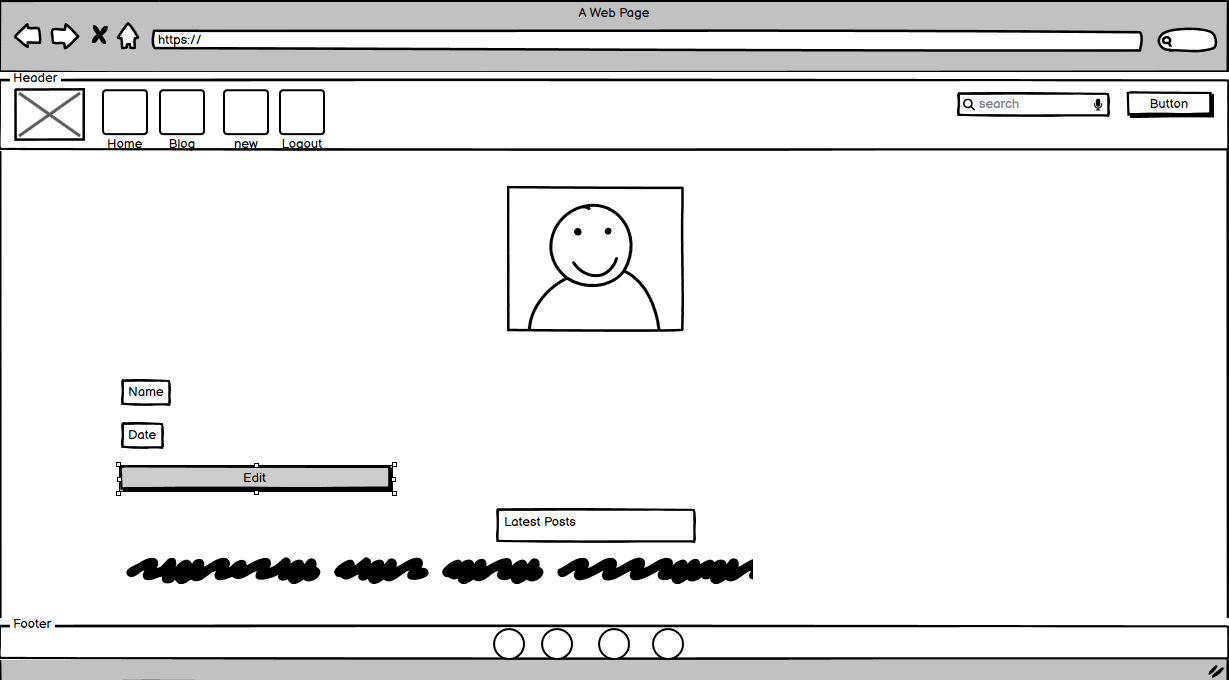 A Web Page
https://
Header
search
Button
Home Blog new Logout
Name
Date
Edit
Latest Posts
Footer